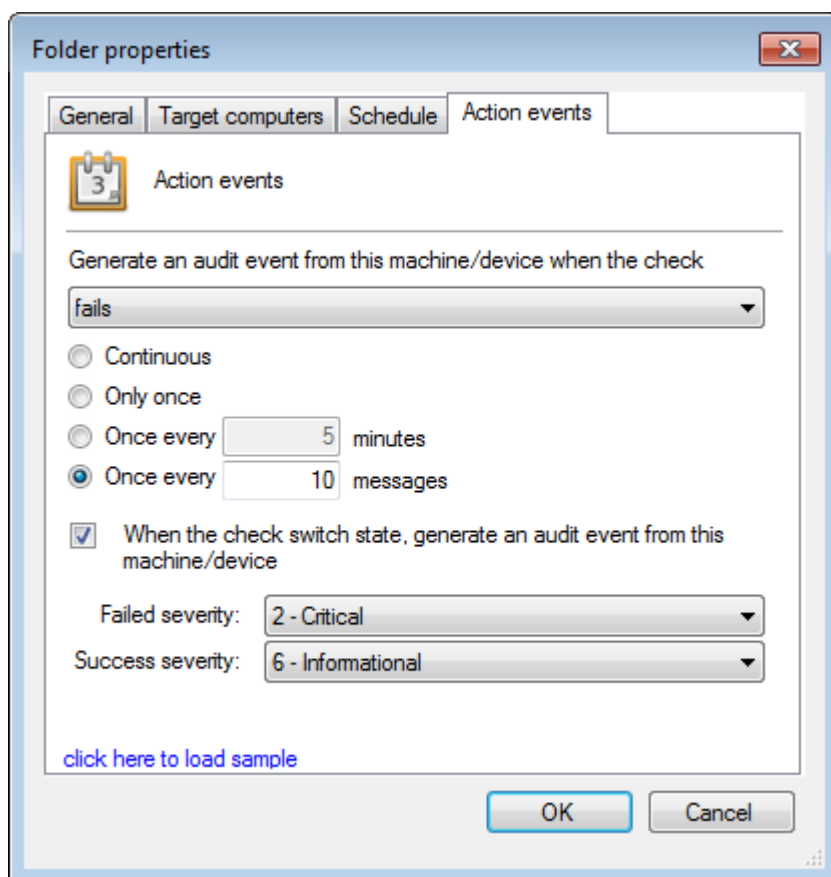 Folder properties
General Target computers Schedule Action events
3
Action events
Generate an audit event from this machine/device when the check
fails
Continuous
Only once
Once every 5 minutes
Once every 10 messages
When the check switch state, generate an audit event from this
machine/device
Failed severity: 2 - Critical
Success severity: 6 - Informational
click here to load sample
OK Cancel